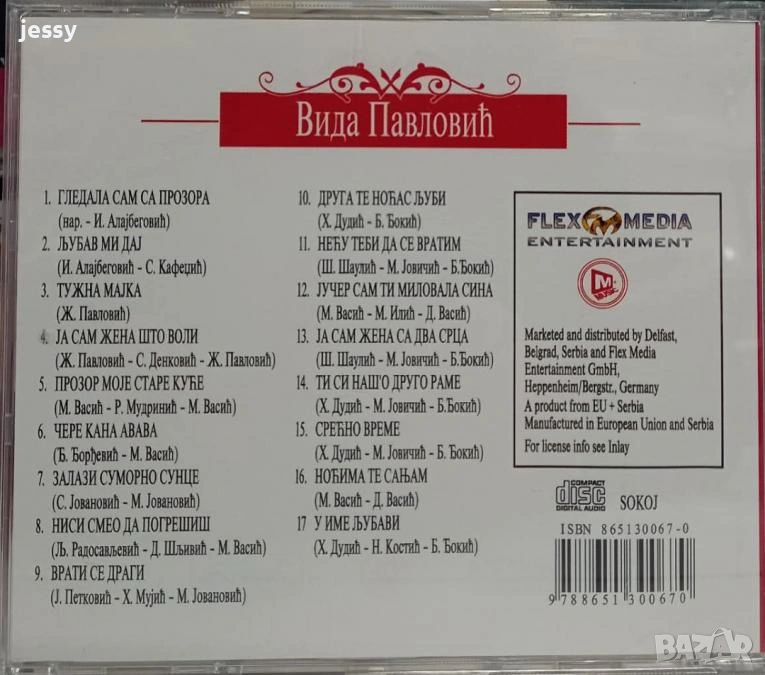 jessy
Вида Павловић
1. ГЛЕДАЛА САМ СА ПРОЗОРА
(нар. - И. Алајбеговић)
2. ЉУБАВ МИ ДАЈ
(И. Алајбеговић - С. Кафеџић)
3. ТУЖНА МАЈКА
(Ж. Павловић)
4. ЈА САМ ЖЕНА ШТО ВОЛИ
(Ж. Павловић - С. Денковић - Ж. Павловић)
5. ПРОЗОР МОЈЕ СТАРЕ КУЋЕ
(М. Васић - Р. Мудринић - М. Васић)
6. ЧЕРЕ КАНА АВАВА
(Ђ. Ђорђевић - М. Васић)
7. ЗАЛАЗИ СУМОРНО СУНЦЕ
(С. Јовановић - М. Јовановић)
8. НИСИ СМЕО ДА ПОГРЕШИШ
(Љ. Радосављевић - Д. Шљивић - М. Васић)
9. ВРАТИ СЕ ДРАГИ
(Ј. Петковић - Х. Мујић - М. Јовановић)
10. ДРУГА ТЕ НОЋАС ЉУБИ
(Х. Дудић - Б. Ђокић)
11. НЕЋУ ТЕБИ ДА СЕ ВРАТИМ
(Ш. Шаулић - М. Јовичић - Б.Ђокић)
12. ЈУЧЕР САМ ТИ МИЛОВАЛА СИНА
(М. Васић - М. Илић - Д. Васић)
13. ЈА САМ ЖЕНА СА ДВА СРЦА
(Ш. Шаулић - М. Јовичић - Б.Ђокић)
14. ТИ СИ НАШ'О ДРУГО РАМЕ
(Х. Дудић - М. Јовичић - Б.Ђокић)
15. СРЕЋНО ВРЕМЕ
(Х. Дудић - М. Јовичић - Б. Ђокић)
16. НОЋИМА ТЕ САЊАМ
(М. Васић - Д. Васић)
17 У ИМЕ ЉУБАВИ
(Х. Дудић - Н. Костић - Б. Ђокић)
FLEX MEDIA
ENTERTAINMENT
M
MUSIC
Marketed and distributed by Delfast,
Belgrad, Serbia and Flex Media
Entertainment GmbH,
Heppenheim/Bergstr., Germany
A product from EU + Serbia
Manufactured in European Union and Serbia
For license info see Inlay
COMPACT
disc
DIGITAL AUDIO
SOKOJ
ISBN 865130067-0
9 788651 300670
BAZAR